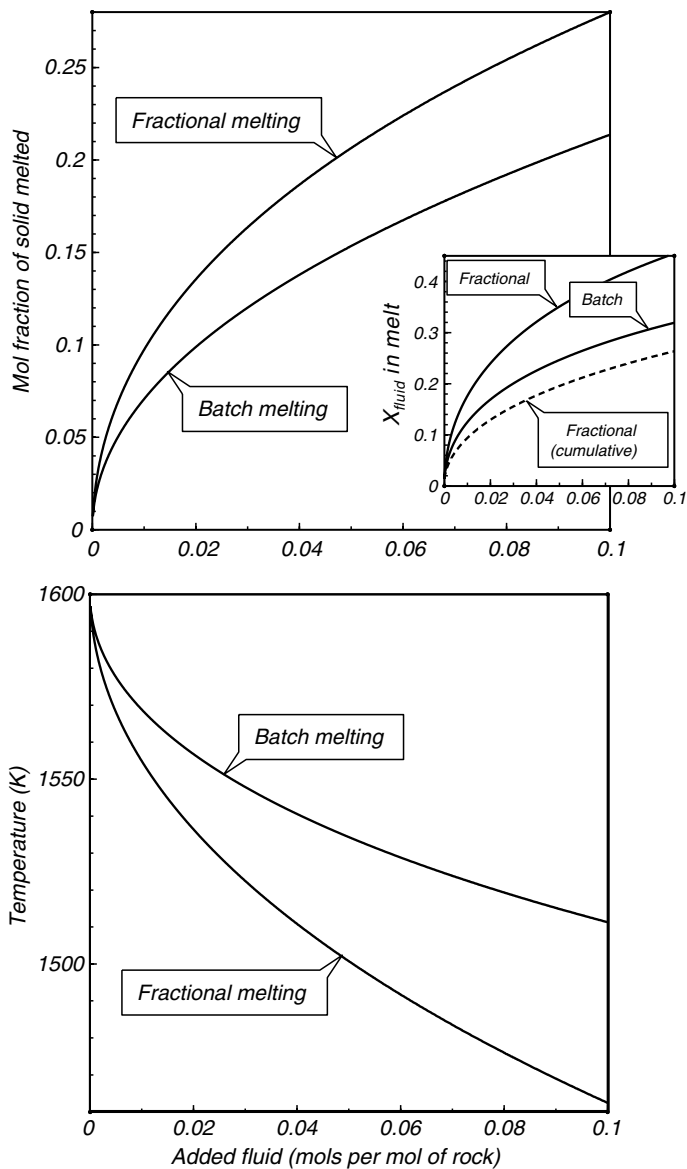 Mol fraction of solid melted
0.25
0.2
0.15
0.1
0.05
0
Fractional melting
Batch melting
0 0.02 0.04 0.06 0.08 0.1
X_fluid in melt
0.4
0.3
0.2
0.1
0
Fractional
Batch
Fractional
(cumulative)
0 0.02 0.04 0.06 0.08 0.1
Temperature (K)
1600
1550
1500
Batch melting
Fractional melting
0 0.02 0.04 0.06 0.08 0.1
Added fluid (mols per mol of rock)